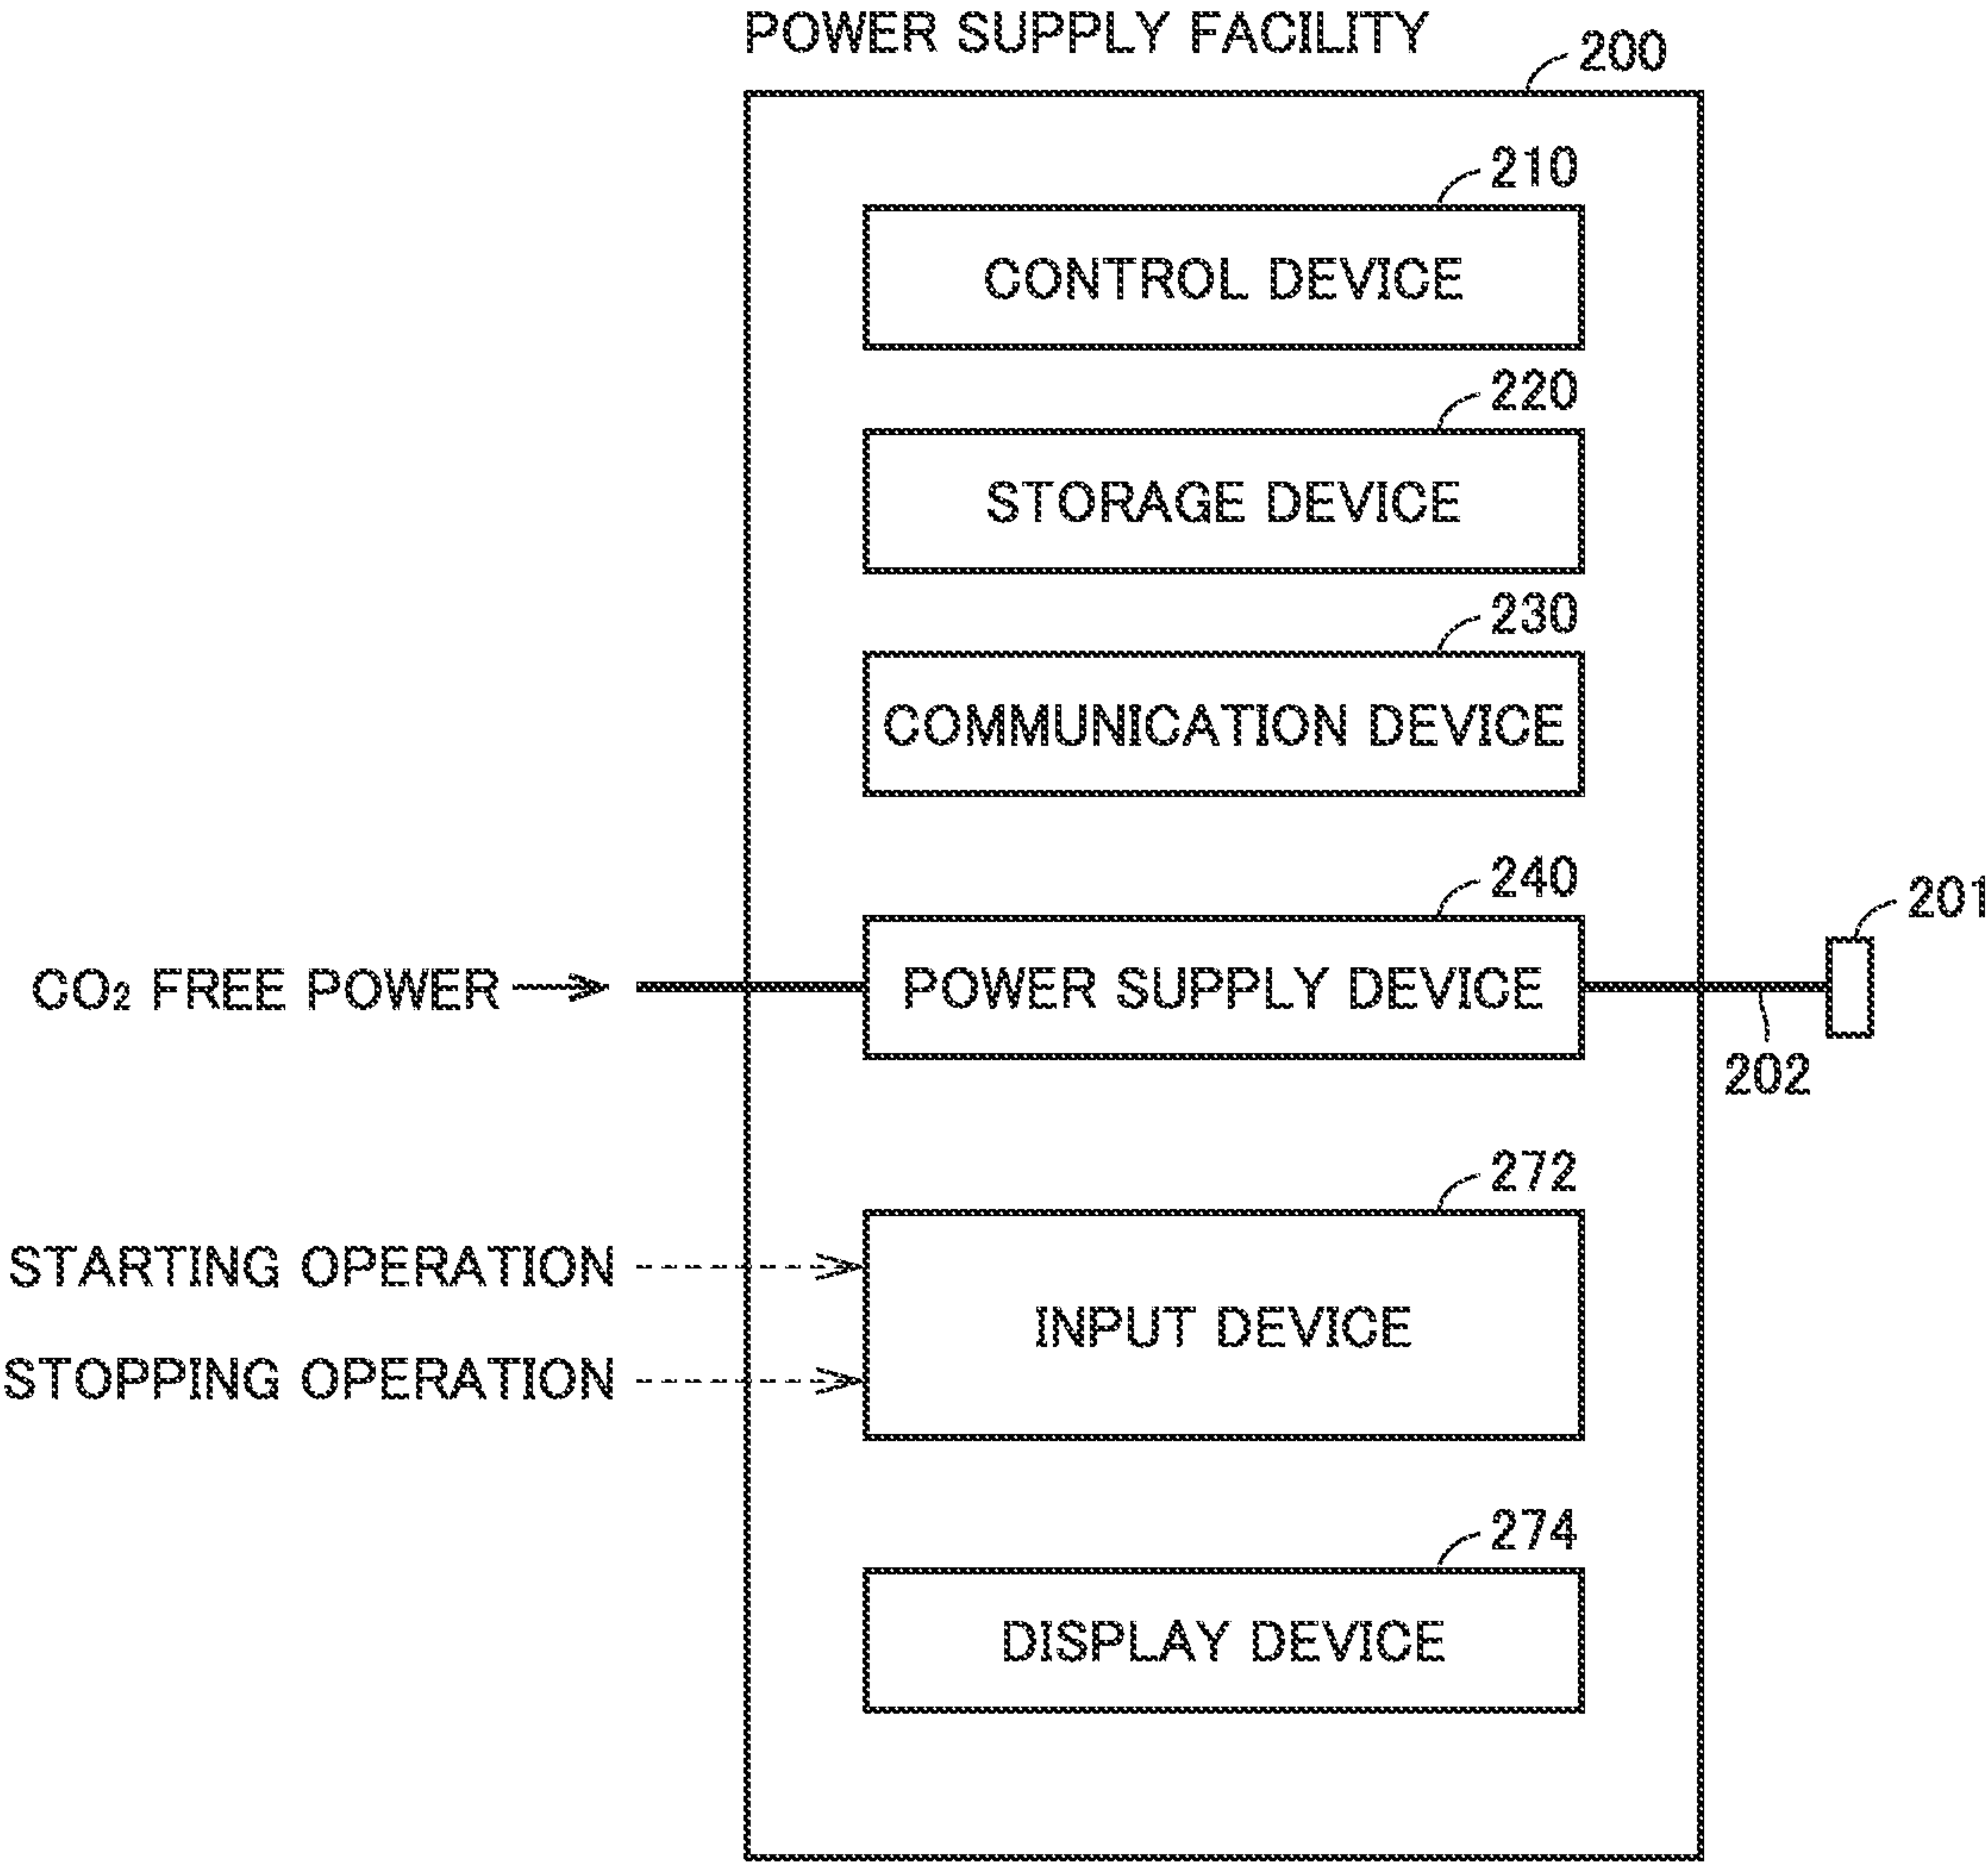 POWER SUPPLY FACILITY
200
210
CONTROL DEVICE
220
STORAGE DEVICE
230
COMMUNICATION DEVICE
240
201
CO₂ FREE POWER
POWER SUPPLY DEVICE
202
272
STARTING OPERATION
INPUT DEVICE
STOPPING OPERATION
274
DISPLAY DEVICE